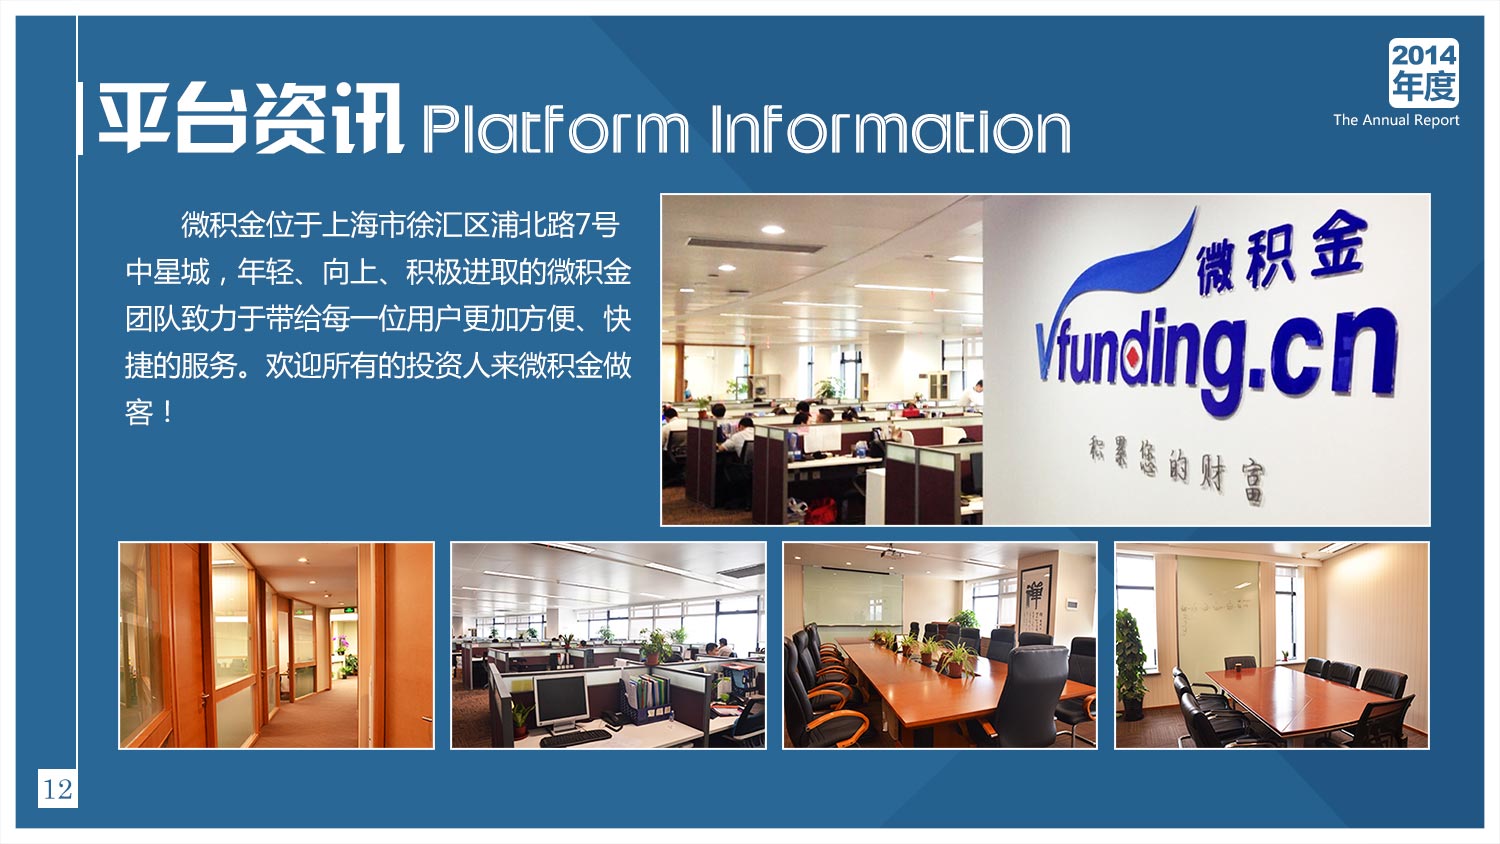 2014
年度
The Annual Report
平台资讯 Platform Information
微积金位于上海市徐汇区浦北路7号
中星城，年轻、向上、积极进取的微积金
团队致力于带给每一位用户更加方便、快
捷的服务。欢迎所有的投资人来微积金做
客！
微积金
Vfunding.cn
积累您的财富
禅
12